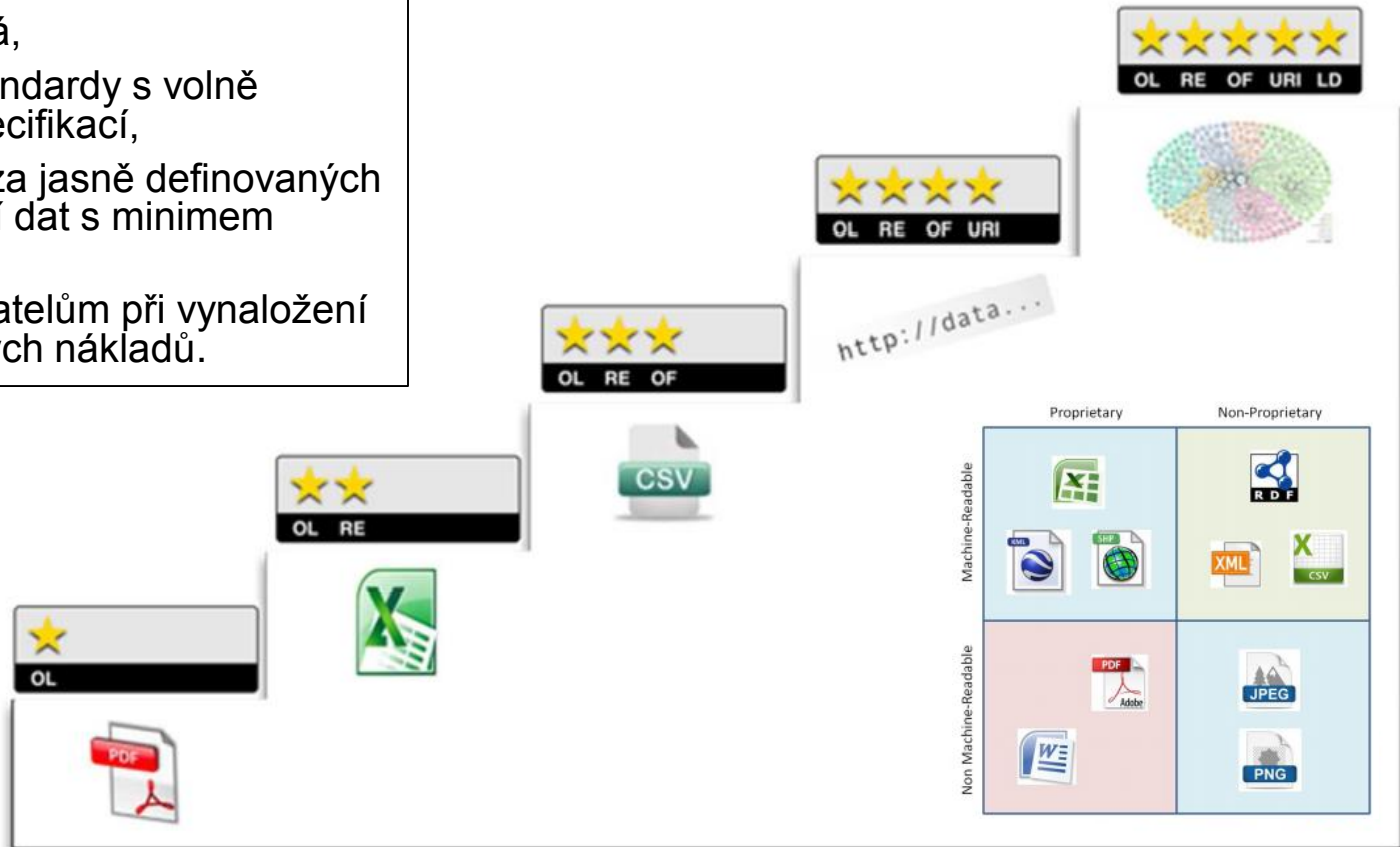 á,
ndardy s volně
ecifikací,
za jasně definovaných
í dat s minimem
atelům při vynaložení
ch nákladů.
OL RE OF URI LD
OL RE OF URI
http://data...
OL RE OF
CSV
OL RE
OL
PDF
Proprietary Non-Proprietary
Machine-Readable
RDF
KML SHP
XML
X
CSV
Non Machine-Readable
PDF
Adobe
W
JPEG
PNG